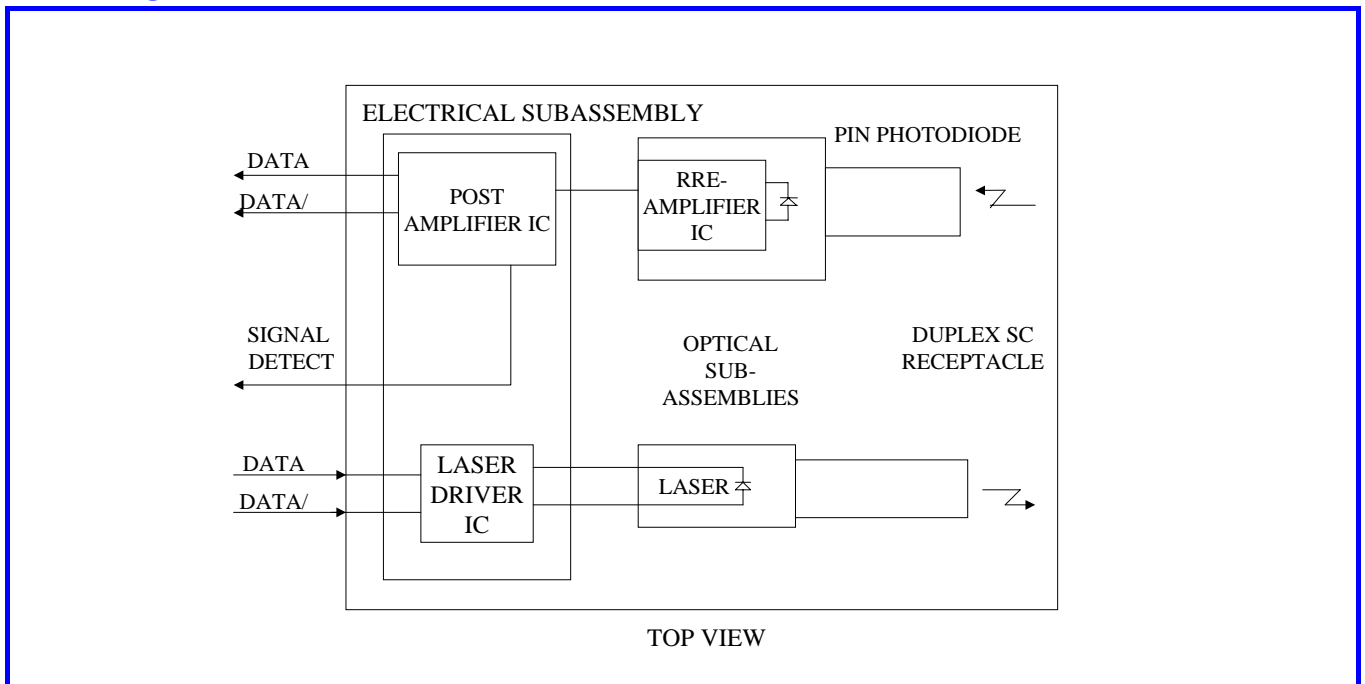 ELECTRICAL SUBASSEMBLY
PIN PHOTODIODE
DATA
DATA/
POST
AMPLIFIER IC
RRE-
AMPLIFIER
IC
SIGNAL
DETECT
OPTICAL
SUB-
ASSEMBLIES
DUPLEX SC
RECEPTACLE
DATA
DATA/
LASER
DRIVER
IC
LASER
TOP VIEW